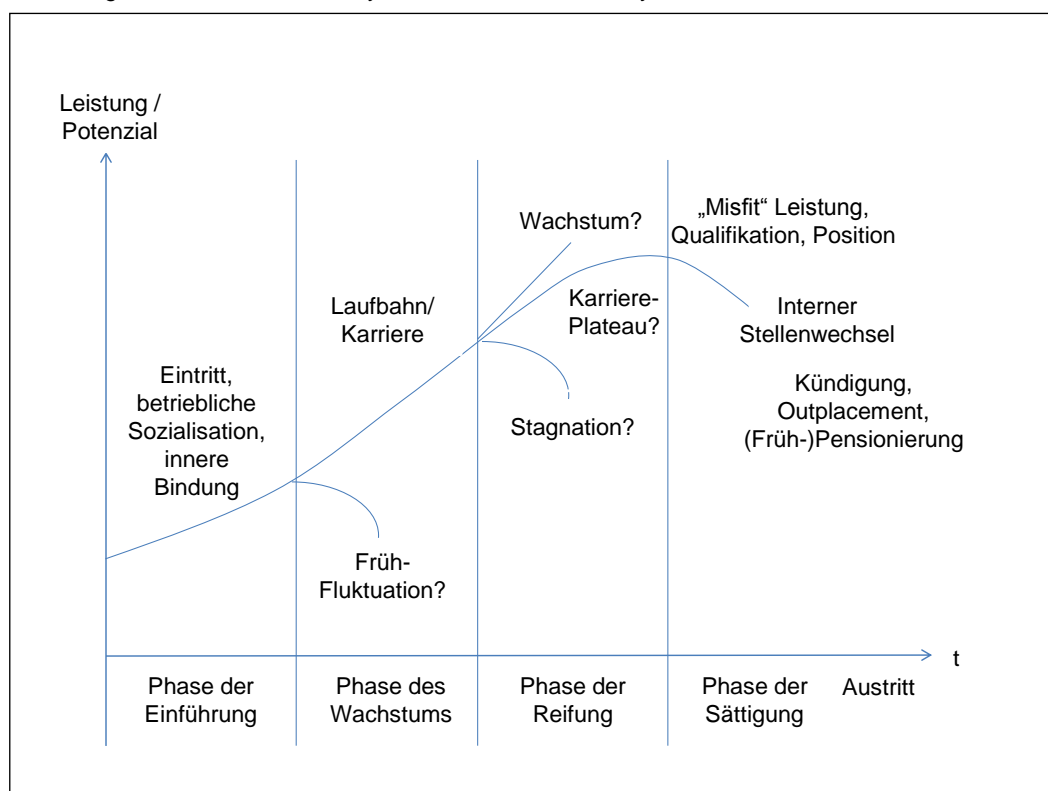 Leistung /
Potenzial
„Misfit“ Leistung,
Qualifikation, Position
Wachstum?
Laufbahn/
Karriere
Karriere-
Plateau?
Interner
Stellenwechsel
Eintritt,
betriebliche
Sozialisation,
innere
Bindung
Stagnation?
Kündigung,
Outplacement,
(Früh-)Pensionierung
Früh-
Fluktuation?
t
Phase der
Einführung
Phase des
Wachstums
Phase der
Reifung
Phase der
Sättigung
Austritt